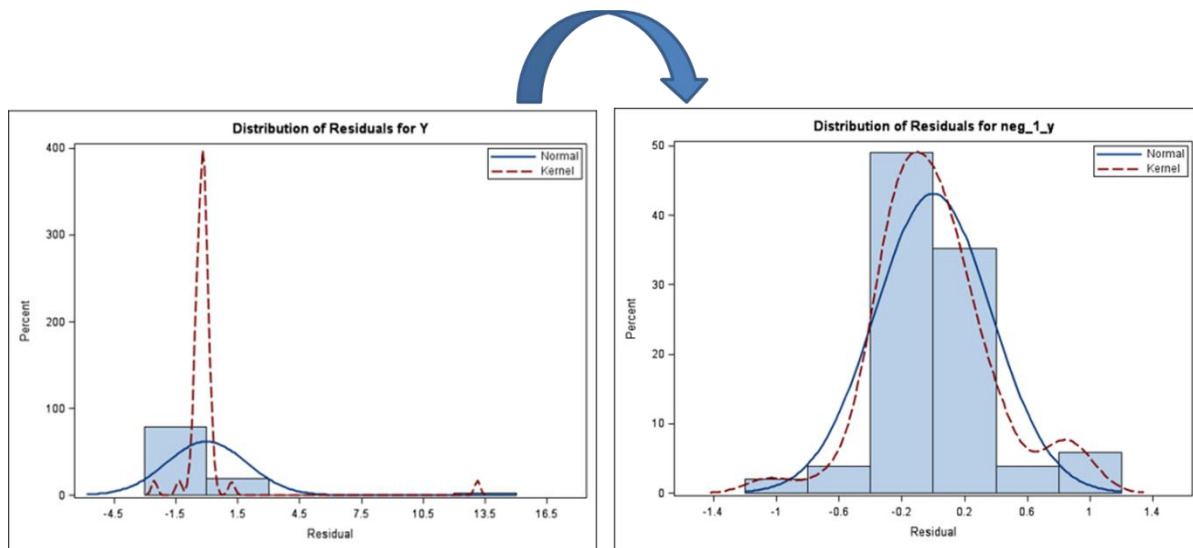 Distribution of Residuals for Y
400
300
200
100
0
Percent
Normal
Kernel
-4.5 -1.5 1.5 4.5 7.5 10.5 13.5 16.5
Residual
Distribution of Residuals for neg_1_y
50
40
30
20
10
0
Percent
Normal
Kernel
-1.4 -1 -0.6 -0.2 0.2 0.6 1 1.4
Residual